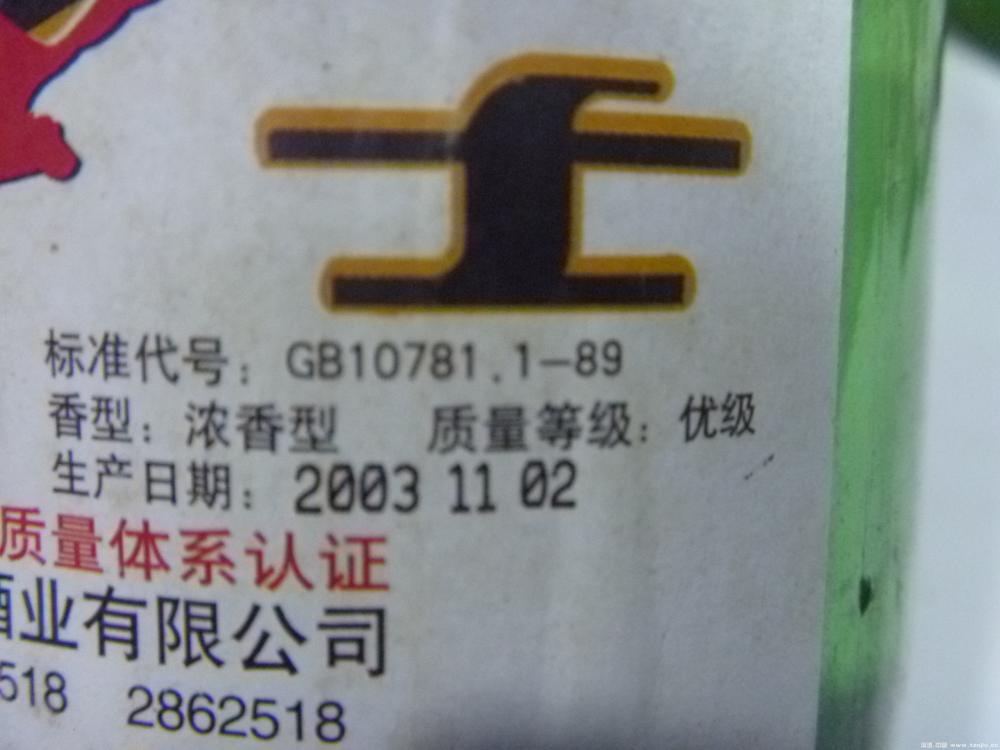 士
标准代号：GB10781.1-89
香型：浓香型 质量等级：优级
生产日期：2003 11 02
质量体系认证
酒业有限公司
518 2862518